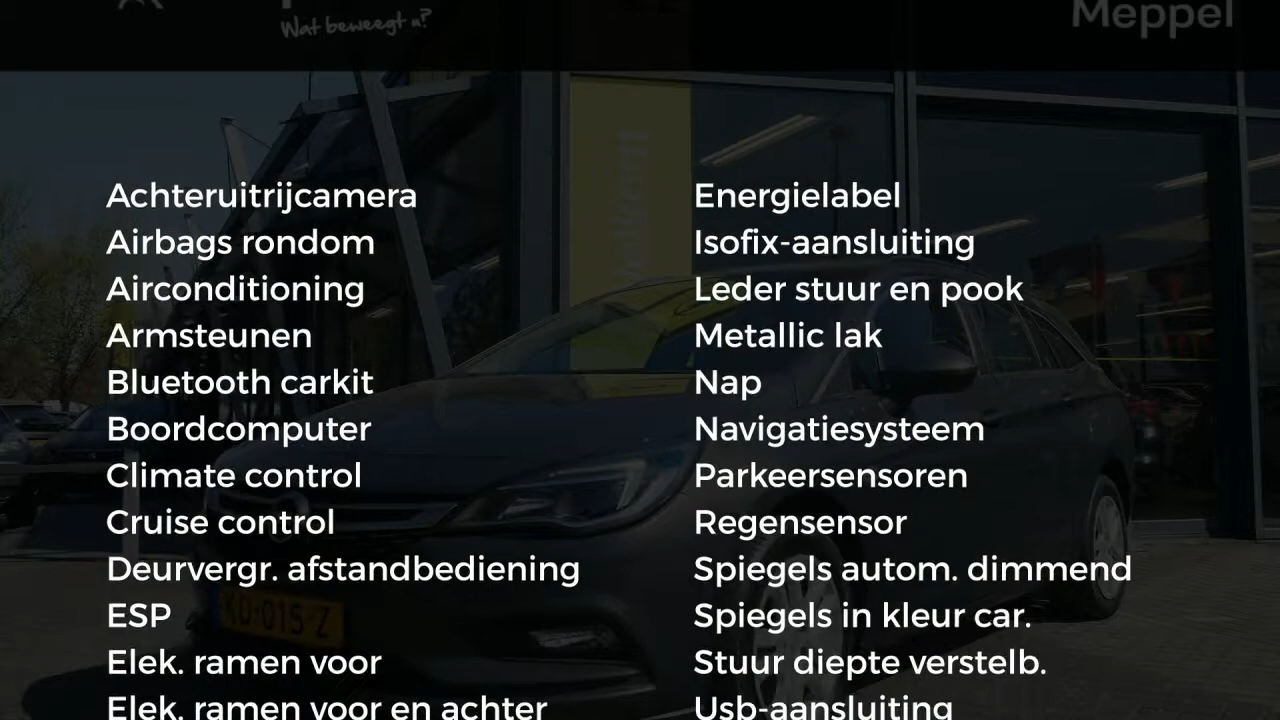 Wat beweegt u?
Meppel
Achteruitrijcamera
Airbags rondom
Airconditioning
Armsteunen
Bluetooth carkit
Boordcomputer
Climate control
Cruise control
Deurvergr. afstandbediening
ESP
Elek. ramen voor
Elek. ramen voor en achter
Energielabel
Isofix-aansluiting
Leder stuur en pook
Metallic lak
Nap
Navigatiesysteem
Parkeersensoren
Regensensor
Spiegels autom. dimmend
Spiegels in kleur car.
Stuur diepte verstelb.
Usb-aansluiting
KD-015-Z